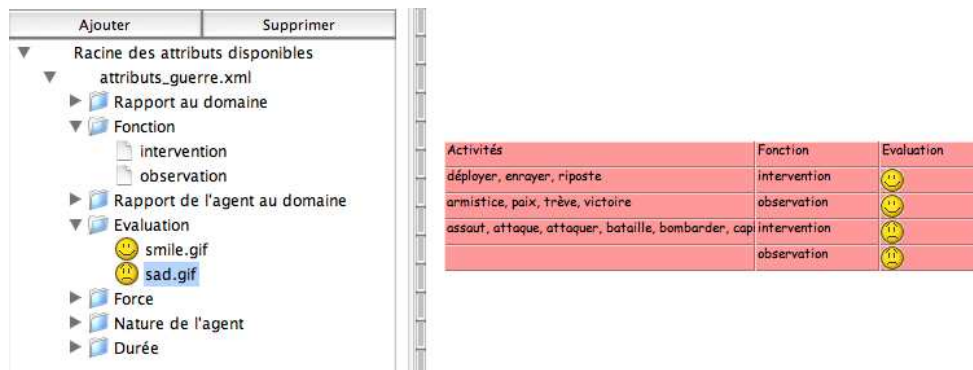 Ajouter Supprimer
Racine des attributs disponibles
attributs_guerre.xml
Rapport au domaine
Fonction
intervention
observation
Rapport de l'agent au domaine
Evaluation
smile.gif
sad.gif
Force
Nature de l'agent
Durée
Activités Fonction Evaluation
déployer, enrayer, riposte intervention
armistice, paix, trève, victoire observation
assaut, attaque, attaquer, bataille, bombarder, capi intervention
observation